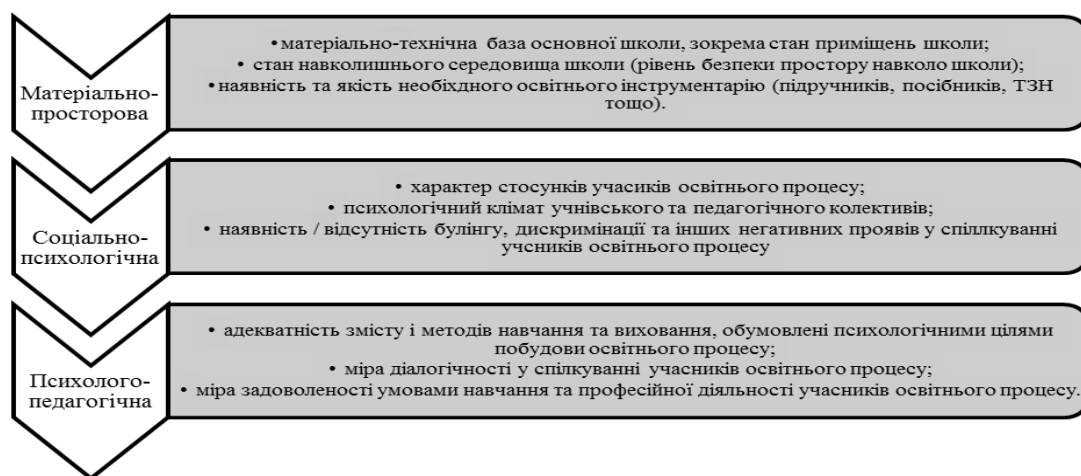 Матеріально-
просторова
•матеріально-технічна база основної школи, зокрема стан приміщень школи;
• стан навколишнього середовища школи (рівень безпеки простору навколо школи);
•наявність та якість необхідного освітнього інструментарію (підручників, посібників, ТЗН
тощо).
Соціально-
психологічна
• характер стосунків учасиків освітнього процесу;
• психологічний клімат учнівського та педагогічного колективів;
• наявність / відсутність булінгу, дискримінації та інших негативних проявів у спіллкуванні
учсників освітнього процесу
Психолого-
педагогічна
• адекватність змісту і методів навчання та виховання, обумовлені психологічними цілями
побудови освітнього процесу;
• міра діалогічності у спілкуванні учасників освітнього процесу;
•міра задоволеності умовами навчання та професійної діяльності учасників освітнього процесу.